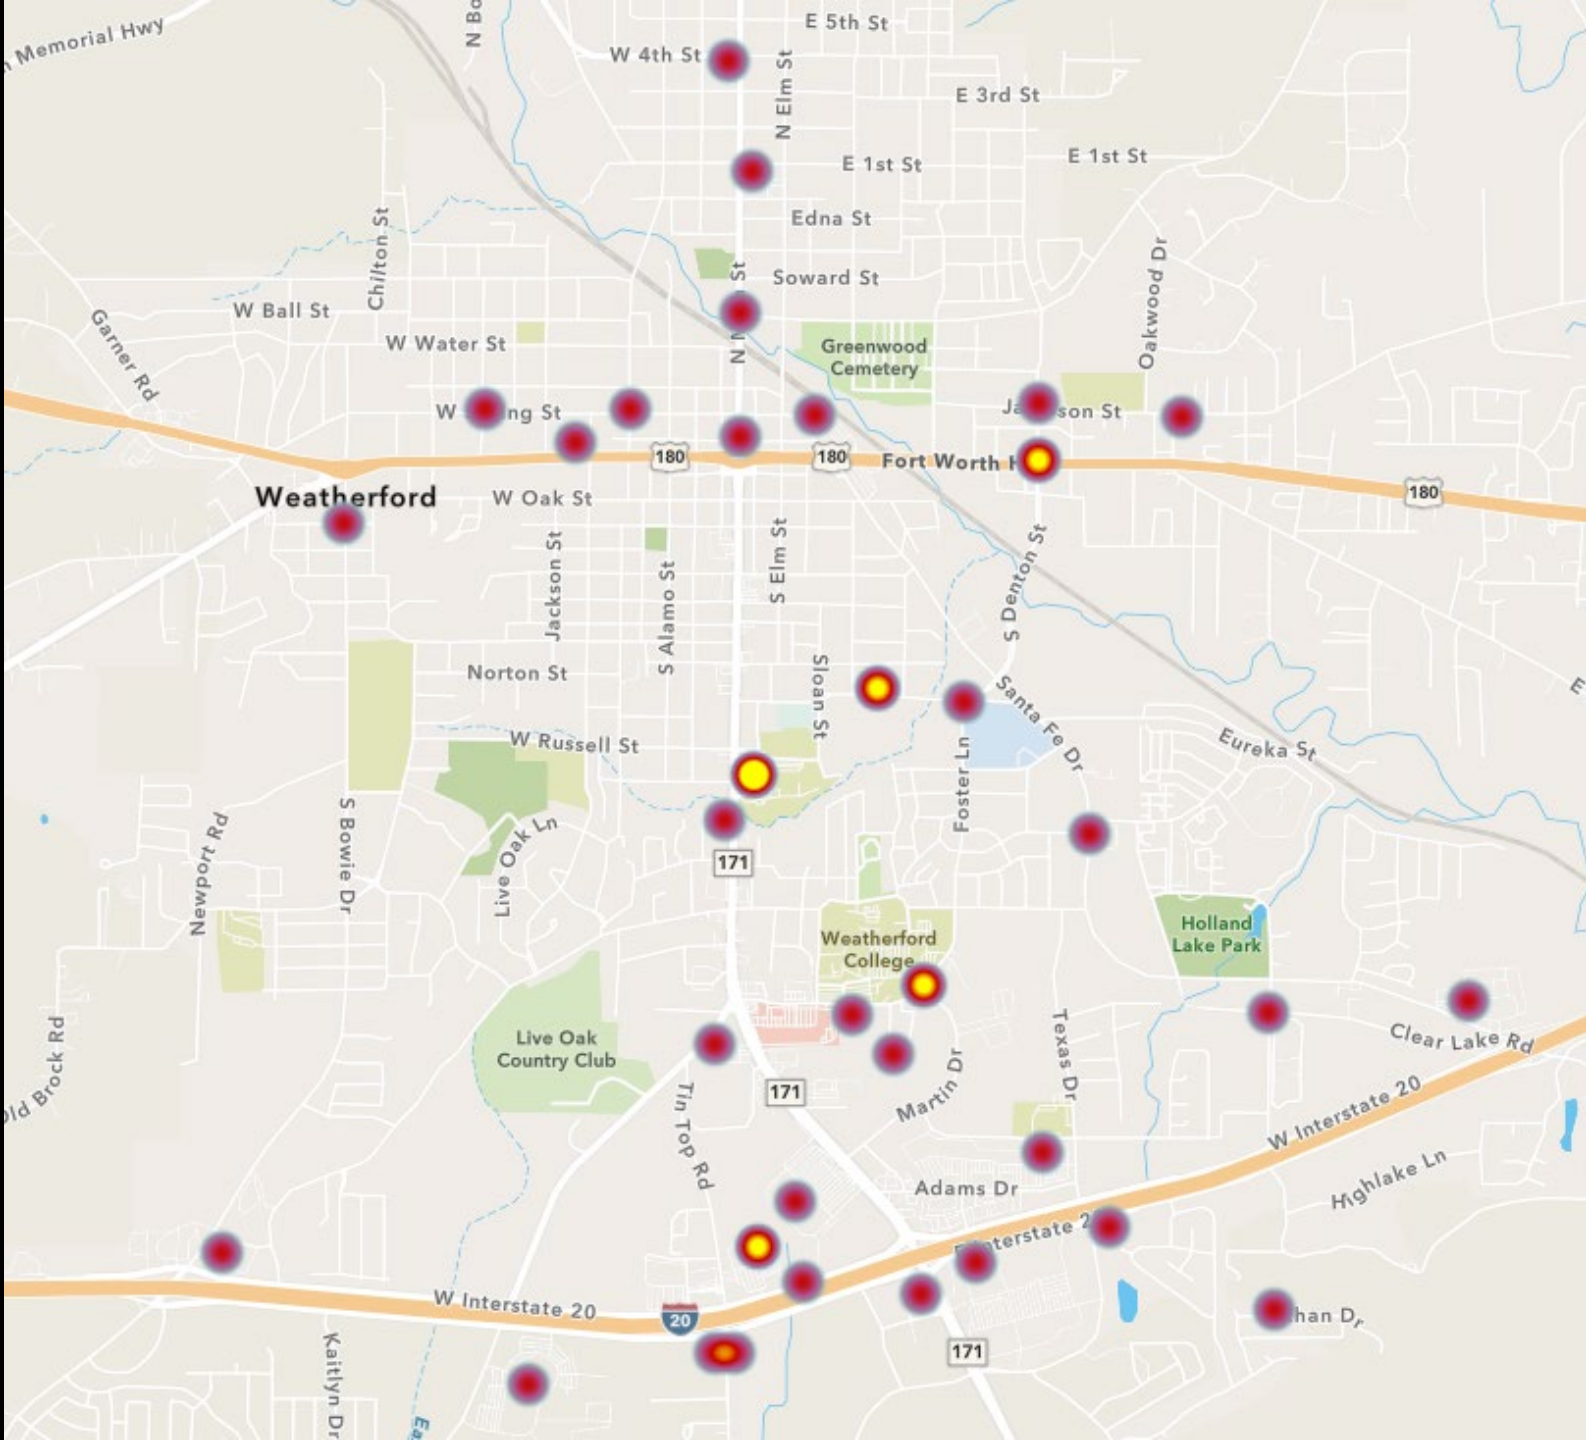 Memorial Hwy
N Bo
E 5th St
W 4th St
N Elm St
E 3rd St
E 1st St
E 1st St
Edna St
Chilton St
St
Soward St
Oakwood Dr
W Ball St
Garner Rd
W Water St
N
Greenwood
Cemetery
W
ng St
son St
180
180
Fort Worth H
180
Weatherford
W Oak St
Jackson St
S Alamo St
S Elm St
S Denton St
Norton St
Sloan St
Santa Fe Dr
E
W Russell St
Eureka St
Foster Ln
Newport Rd
S Bowie Dr
Live Oak Ln
171
Holland
Lake Park
Weatherford
College
Old Brock Rd
Live Oak
Country Club
Texas Dr
Clear Lake Rd
171
Martin Dr
Tin Top Rd
W Interstate 20
Highlake Ln
Adams Dr
E Interstate 2
W Interstate 20
20
han Dr
171
Kaitlyn Dr
Ea